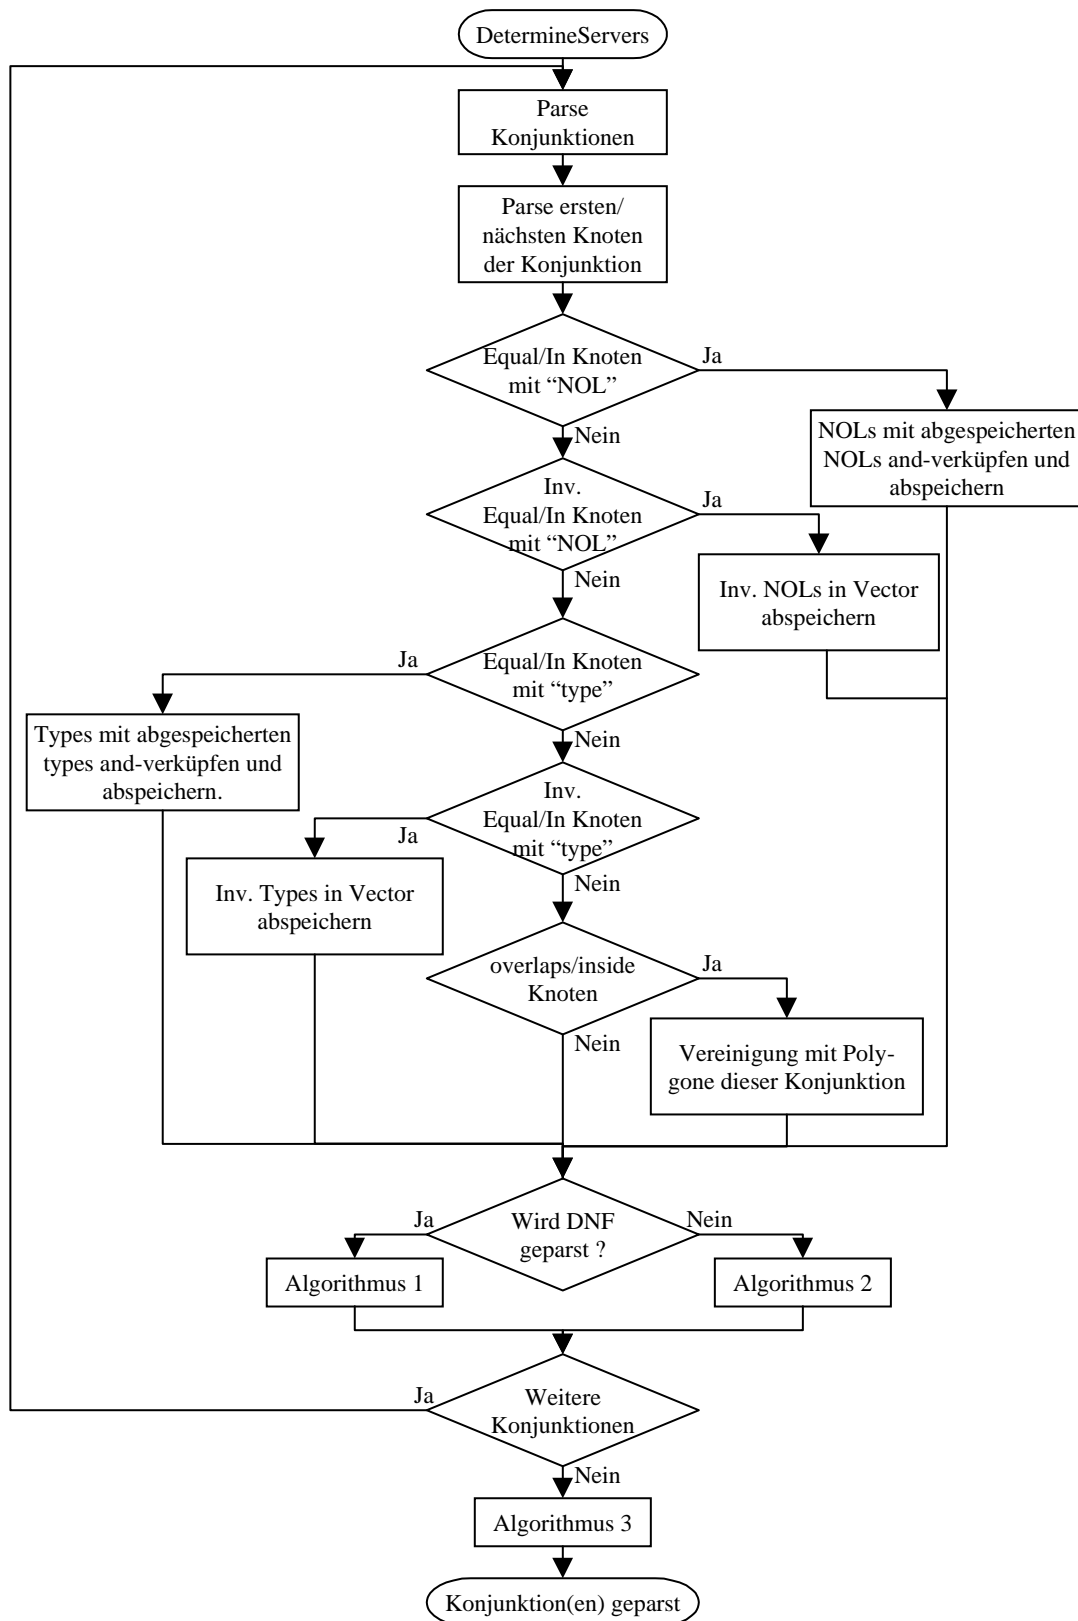 DetermineServers
Parse
Konjunktionen
Parse ersten/
nächsten Knoten
der Konjunktion
Equal/In Knoten
mit “NOL”
Ja
Nein
NOLs mit abgespeicherten
NOLs and-verküpfen und
abspeichern
Inv.
Equal/In Knoten
mit “NOL”
Ja
Nein
Inv. NOLs in Vector
abspeichern
Equal/In Knoten
mit “type”
Ja
Nein
Types mit abgespeicherten
types and-verküpfen und
abspeichern.
Inv.
Equal/In Knoten
mit “type”
Ja
Nein
Inv. Types in Vector
abspeichern
overlaps/inside
Knoten
Ja
Nein
Vereinigung mit Poly-
gone dieser Konjunktion
Wird DNF
geparst ?
Ja
Nein
Algorithmus 1
Algorithmus 2
Weitere
Konjunktionen
Ja
Nein
Algorithmus 3
Konjunktion(en) geparst